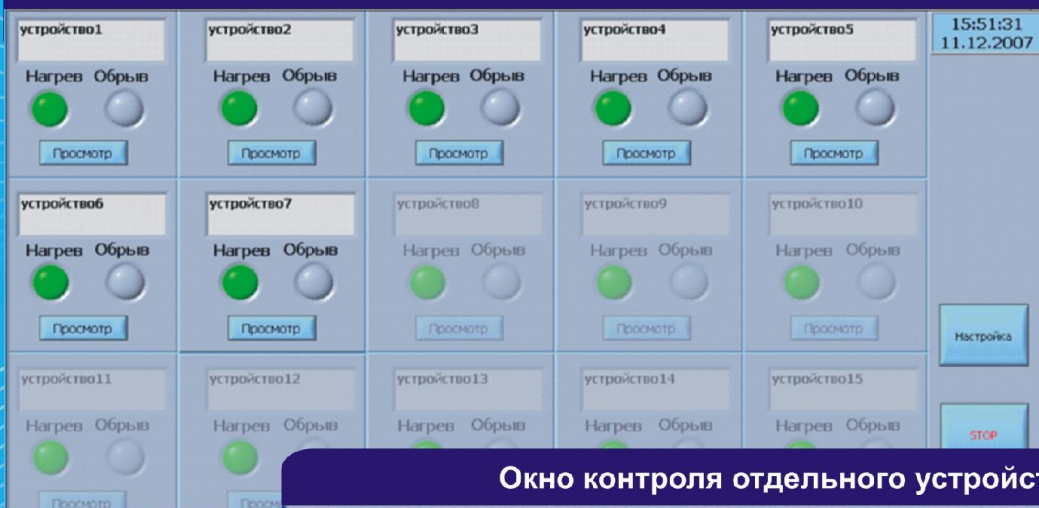 устройство1 устройство2 устройство3 устройство4 устройство5 15:51:31
11.12.2007
Нагрев Обрыв Нагрев Обрыв Нагрев Обрыв Нагрев Обрыв Нагрев Обрыв
Просмотр Просмотр Просмотр Просмотр Просмотр
устройство6 устройство7 устройство8 устройство9 устройство10
Нагрев Обрыв Нагрев Обрыв Нагрев Обрыв Нагрев Обрыв Нагрев Обрыв
Просмотр Просмотр Просмотр Просмотр Просмотр
Настройка
устройство11 устройство12 устройство13 устройство14 устройство15
Нагрев Обрыв Нагрев Обрыв Нагрев Обрыв Нагрев Обрыв Нагрев Обрыв
STOP
Окно контроля отдельного устройст
Просмотр